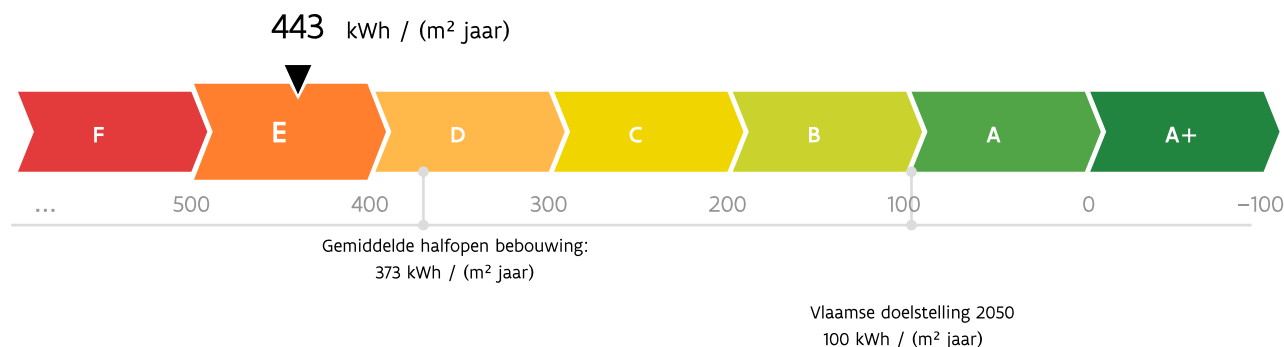 443 kWh / (m² jaar)
F E D C B A A+
... 500 400 300 200 100 0 −100
Gemiddelde halfopen bebouwing:
373 kWh / (m² jaar)
Vlaamse doelstelling 2050
100 kWh / (m² jaar)